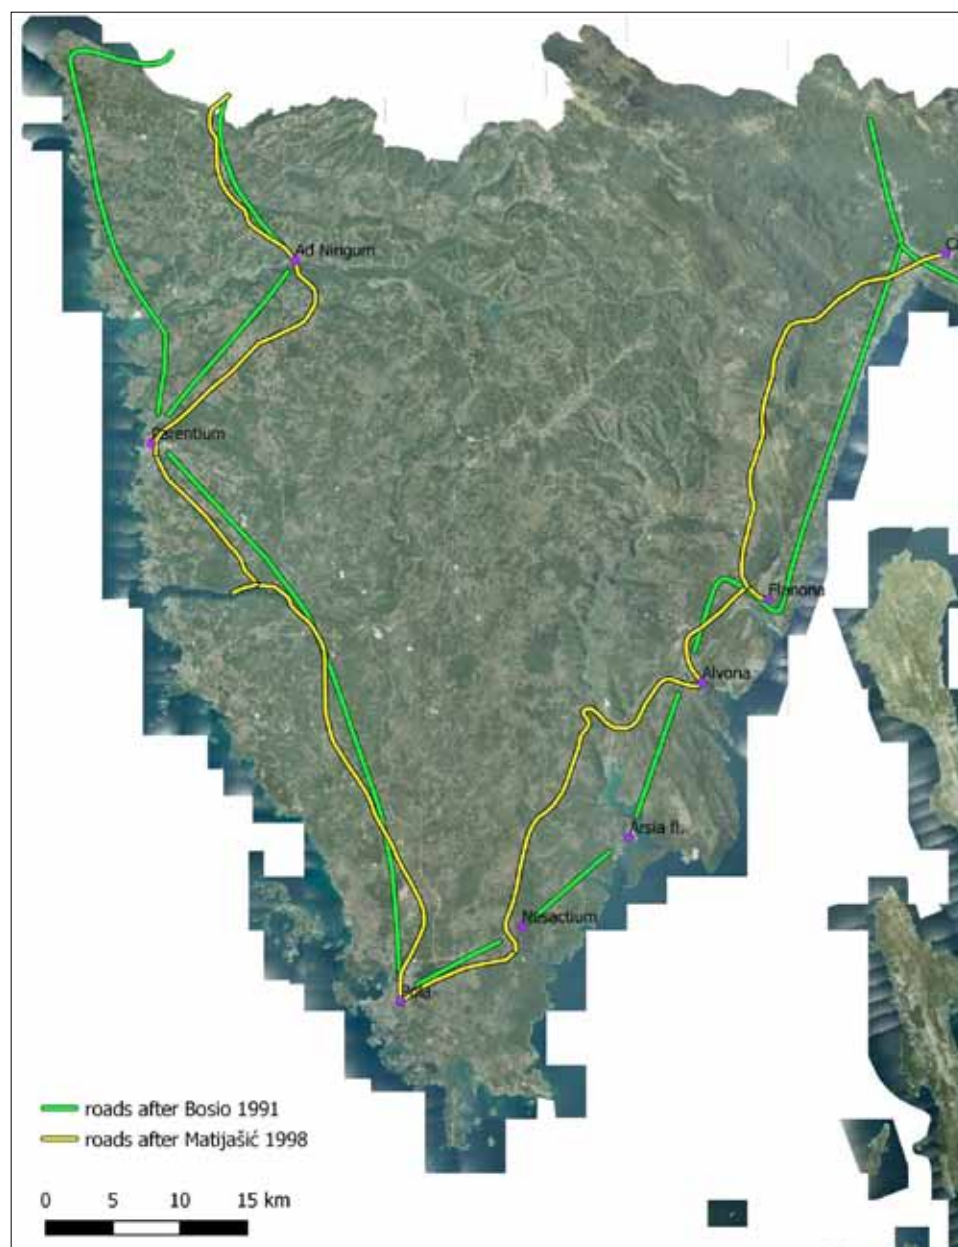 Ad Ningum
Parentium
Flanona
Alvona
Arsia fl.
Nesactium
Pola
roads after Bosio 1991
roads after Matijašić 1998
0 5 10 15 km